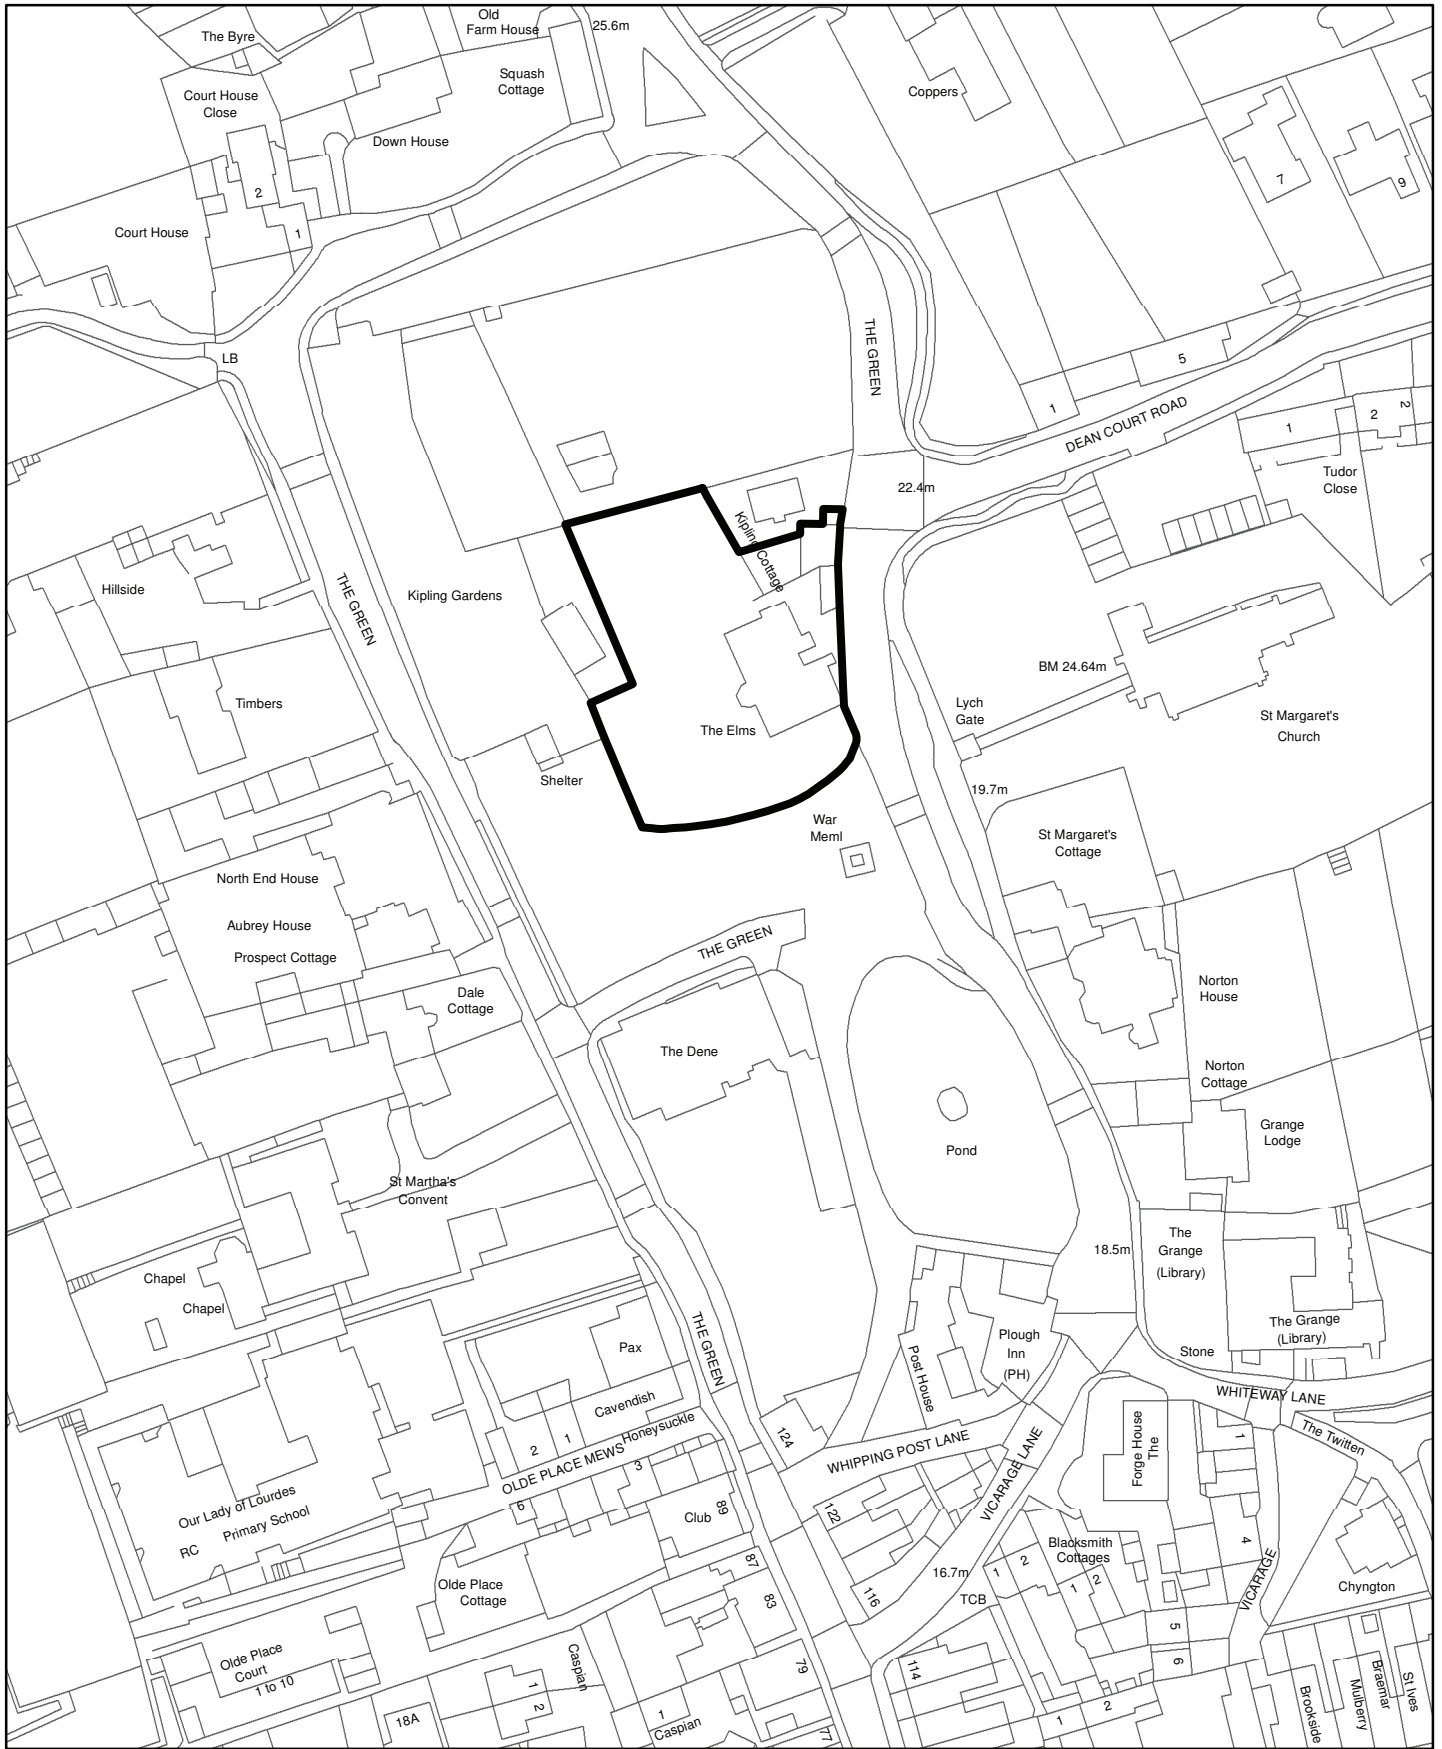 Old
Farm House
25.6m
The Byre
Squash
Cottage
Court House
Close
Coppers
Down House
2
7
9
Court House
1
THE GREEN
LB
5
1
DEAN COURT ROAD
1
2
2
Tudor
Close
22.4m
Kipling Cottage
Hillside
THE GREEN
Kipling Gardens
BM 24.64m
Timbers
Lych
Gate
St Margaret's
Church
The Elms
Shelter
19.7m
War
Meml
St Margaret's
Cottage
North End House
Aubrey House
Prospect Cottage
THE GREEN
Dale
Cottage
Norton
House
The Dene
Norton
Cottage
Pond
Grange
Lodge
St Martha's
Convent
The
Grange
(Library)
18.5m
Chapel
Chapel
The Grange
(Library)
THE GREEN
Pax
Post House
Plough
Inn
(PH)
Stone
WHITEWAY LANE
Cavendish
Honeysuckle
2
1
OLDE PLACE MEWS
3
6
124
WHIPPING POST LANE
VICARAGE LANE
Forge House
The
1
The Twitten
Our Lady of Lourdes
Primary School
RC
Club
89
122
Blacksmith
Cottages
4
16.7m
1
2
1
2
87
83
116
TCB
VICARAGE
Chyngton
Olde Place
Cottage
5
6
Olde Place
Court
1 to 10
Caspian
79
114
1
2
18A
1
Caspian
77
1
2
Brookside
Mulberry
Braemar
St Ives